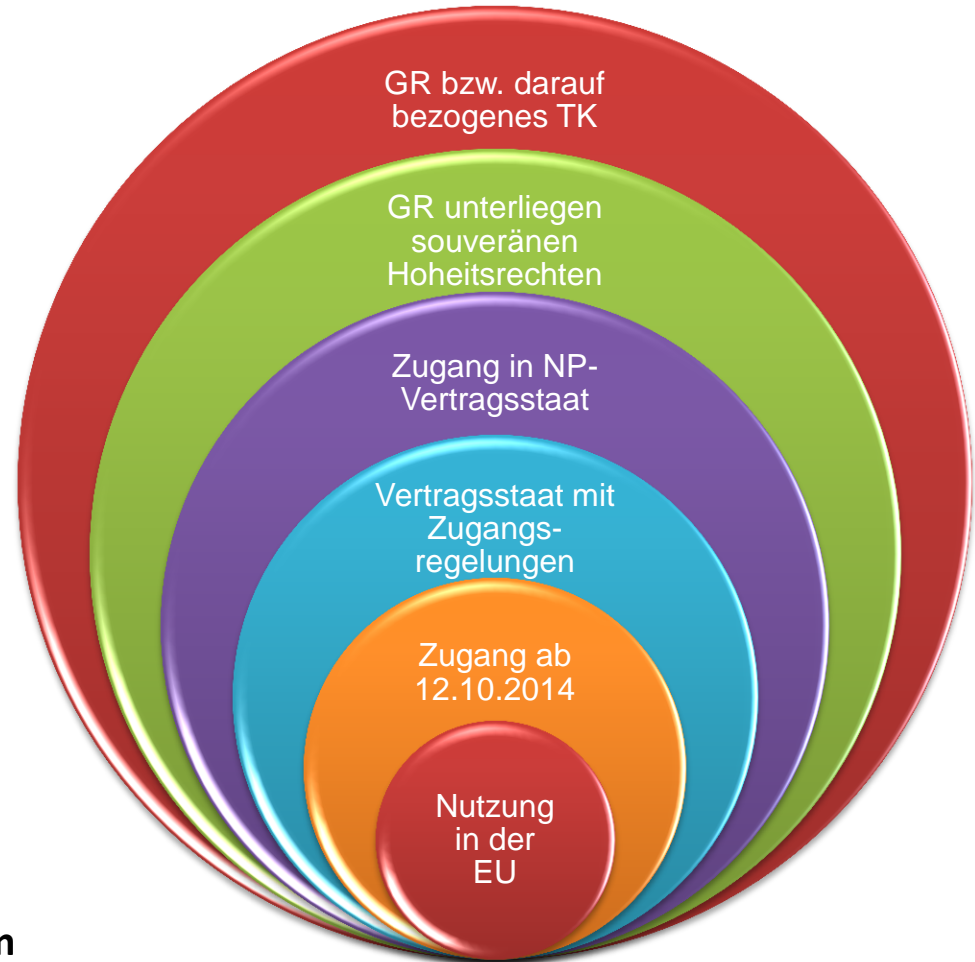 GR bzw. darauf
bezogenes TK
GR unterliegen
souveränen
Hoheitsrechten
Zugang in NP-
Vertragsstaat
Vertragsstaat mit
Zugangs-
regelungen
Zugang ab
12.10.2014
Nutzung
in der
EU